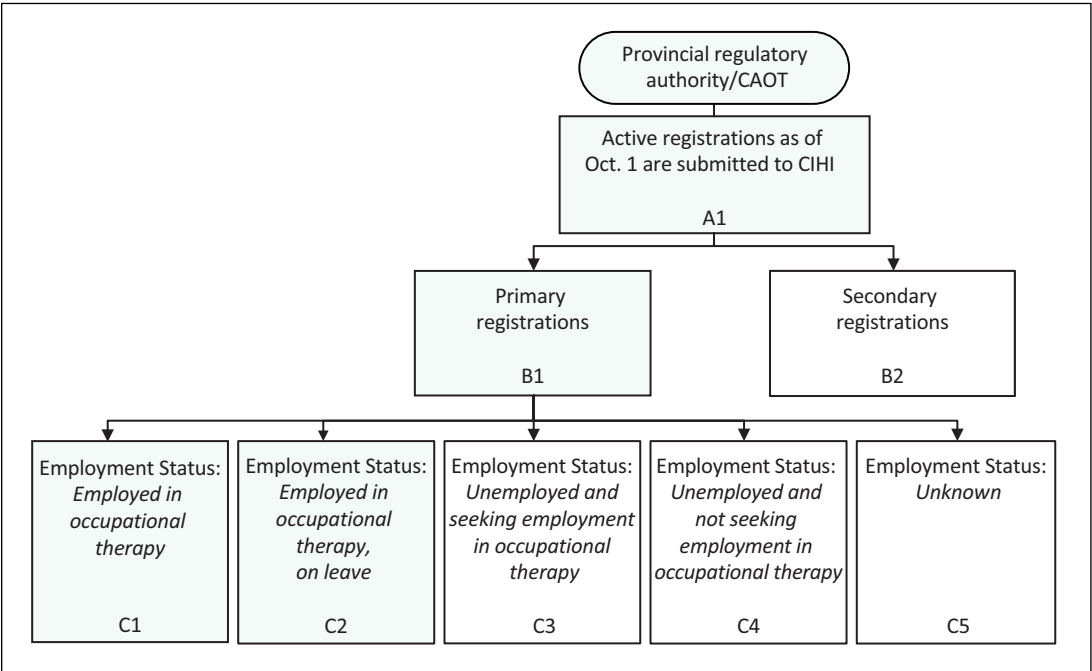 Provincial regulatory
authority/CAOT
Active registrations as of
Oct. 1 are submitted to CIHI
A1
Primary
registrations
B1
Secondary
registrations
B2
Employment Status:
Employed in
occupational
therapy
C1
Employment Status:
Employed in
occupational
therapy,
on leave
C2
Employment Status:
Unemployed and
seeking employment
in occupational
therapy
C3
Employment Status:
Unemployed and
not seeking
employment in
occupational therapy
C4
Employment Status:
Unknown
C5